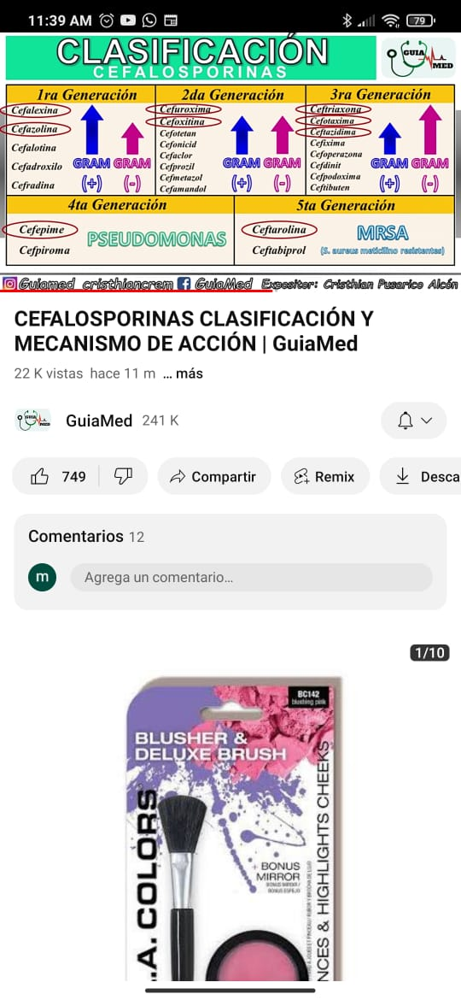 11:39 AM
79
CLASIFICACIÓN
CEFALOSPORINAS
GUIA
MED
1ra Generación
Cefalexina
Cefazolina
Cefalotina
Cefadroxilo
Cefradina
GRAM GRAM
(+) (-)
2da Generación
Cefuroxima
Cefoxitina
Cefotetan
Cefonicid
Cefaclor
Cefprozil
Cefmetazol
Cefamandol
GRAM GRAM
(+) (-)
3ra Generación
Ceftriaxona
Cefotaxima
Ceftazidima
Cefixima
Cefoperazona
Cefdinit
Cefpodoxima
Ceftibuten
GRAM GRAM
(+) (-)
4ta Generación
Cefepime
Cefpiroma
PSEUDOMONAS
5ta Generación
Ceftarolina
Ceftabiprol
MRSA
(S. aureus meticilino resistentes)
Guiamed_cristhiancrem GuiaMed Expositor: Cristhian Pusarico Alcón
CEFALOSPORINAS CLASIFICACIÓN Y
MECANISMO DE ACCIÓN | GuiaMed
22 K vistas hace 11 m ... más
GuiaMed 241 K
749
Compartir
Remix
Desca
Comentarios 12
m
Agrega un comentario...
1/10
BC142
blushing pink
BLUSHER &
DELUXE BRUSH
.A. COLORS
+ BONUS
MIRROR
NCES & HIGHLIGHTS CHEEKS